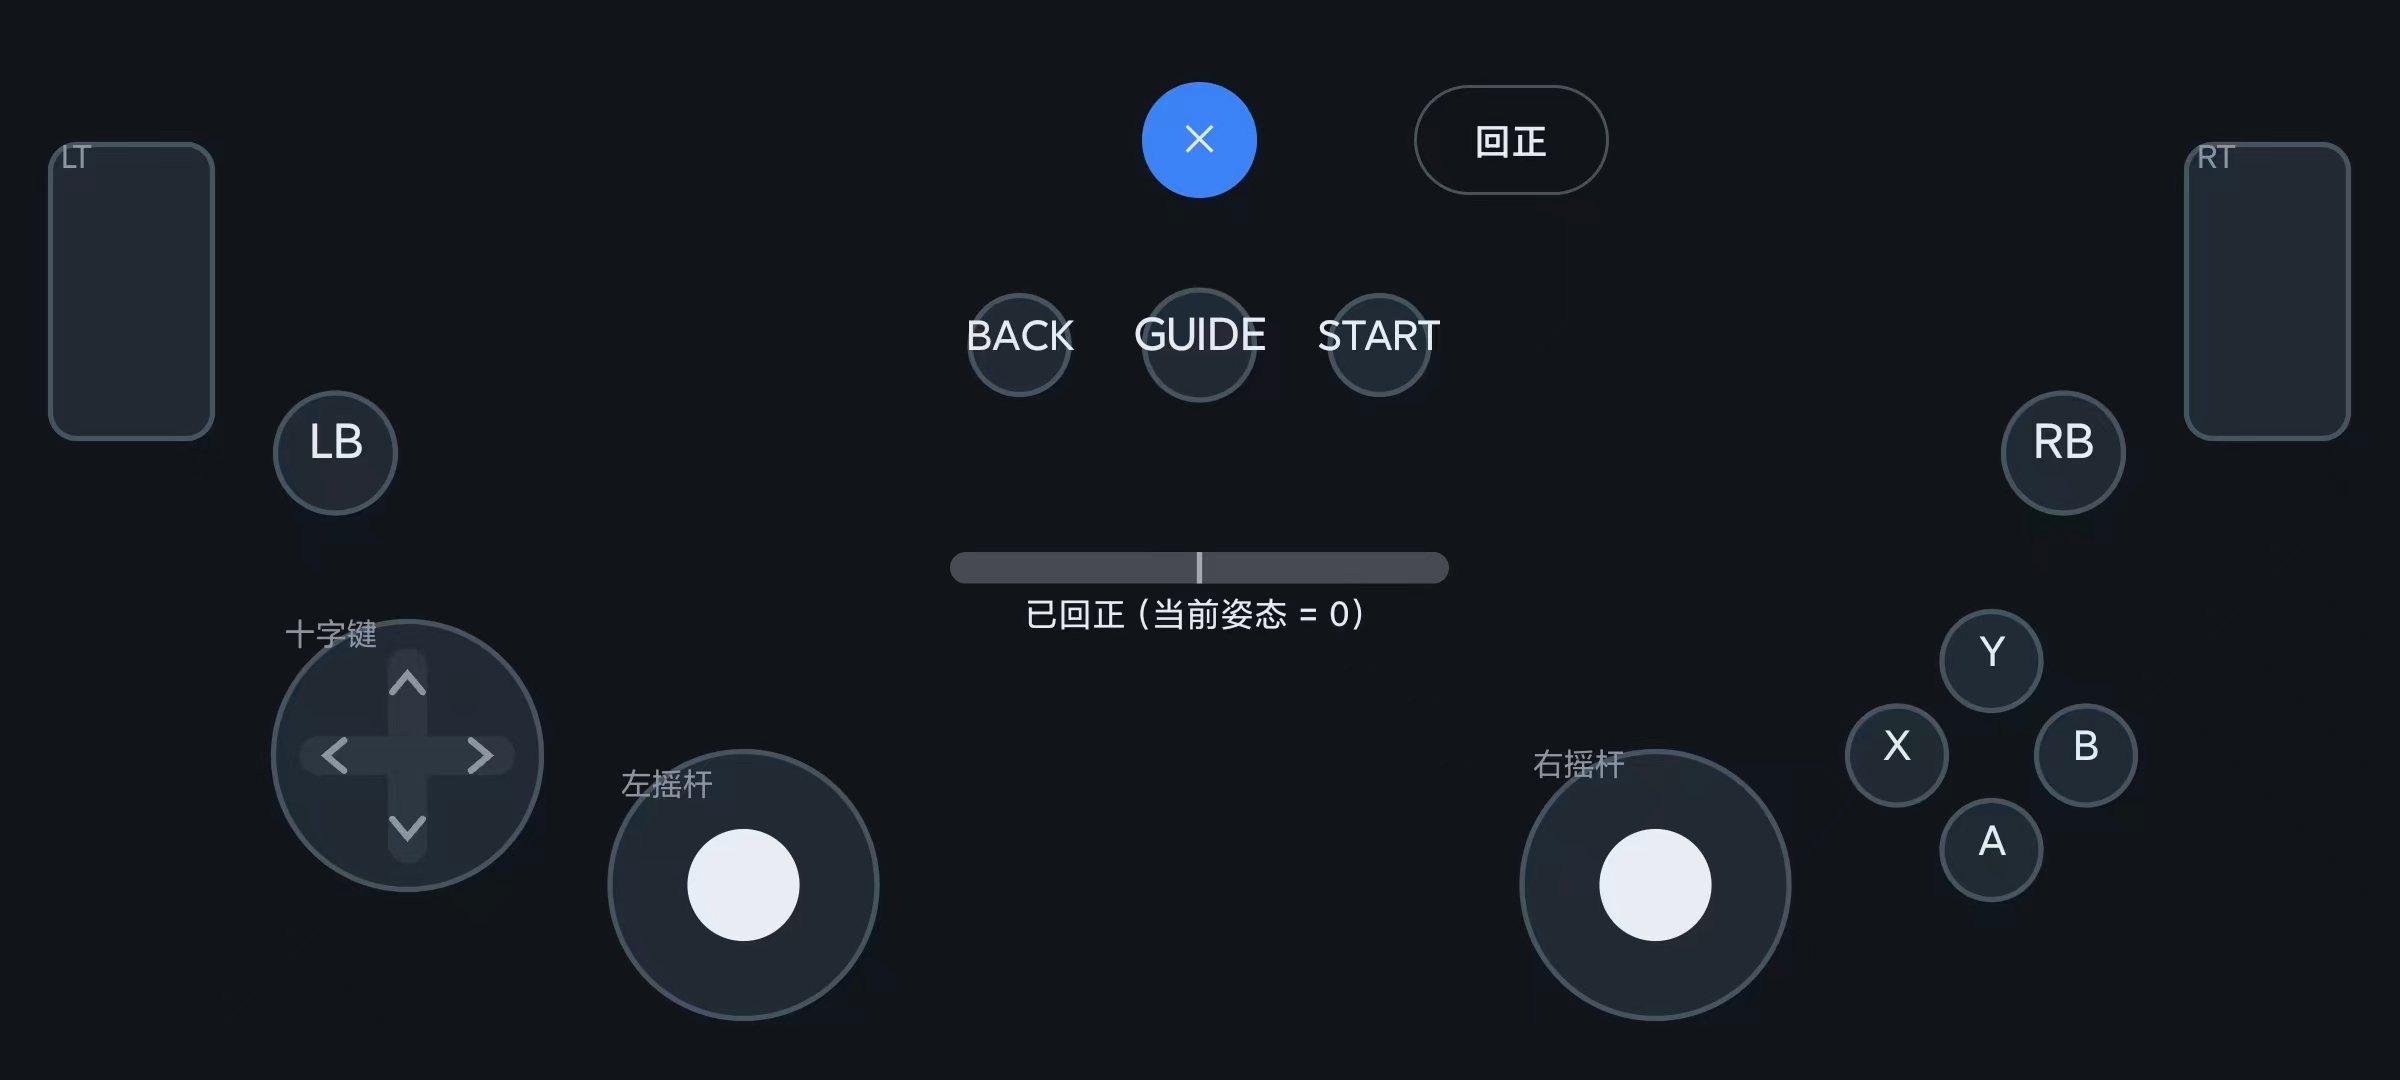 回正
LT
RT
BACK
GUIDE
START
LB
RB
已回正 (当前姿态 = 0)
十字键
左摇杆
右摇杆
Y
X
B
A